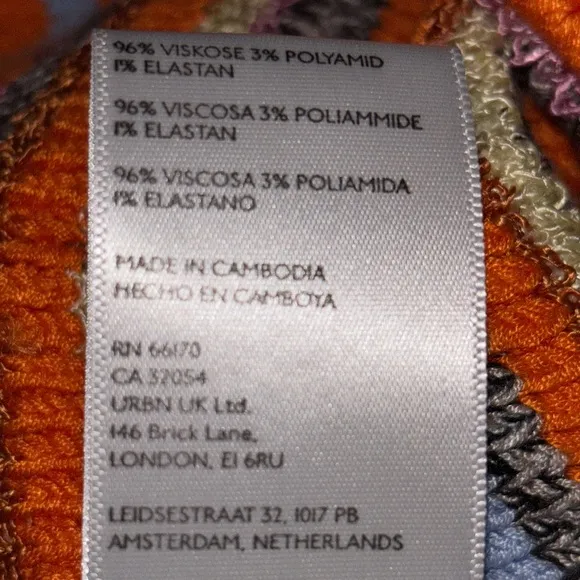 96% VISKOSE 3% POLYAMID
1% ELASTAN
96% VISCOSA 3% POLIAMMIDE
1% ELASTAN
96% VISCOSA 3% POLIAMIDA
1% ELASTANO
MADE IN CAMBODIA
HECHO EN CAMBOYA
RN 66170
CA 32054
URBN UK Ltd.
146 Brick Lane,
LONDON, E1 6RU
LEIDSESTRAAT 32, 1017 PB
AMSTERDAM, NETHERLANDS